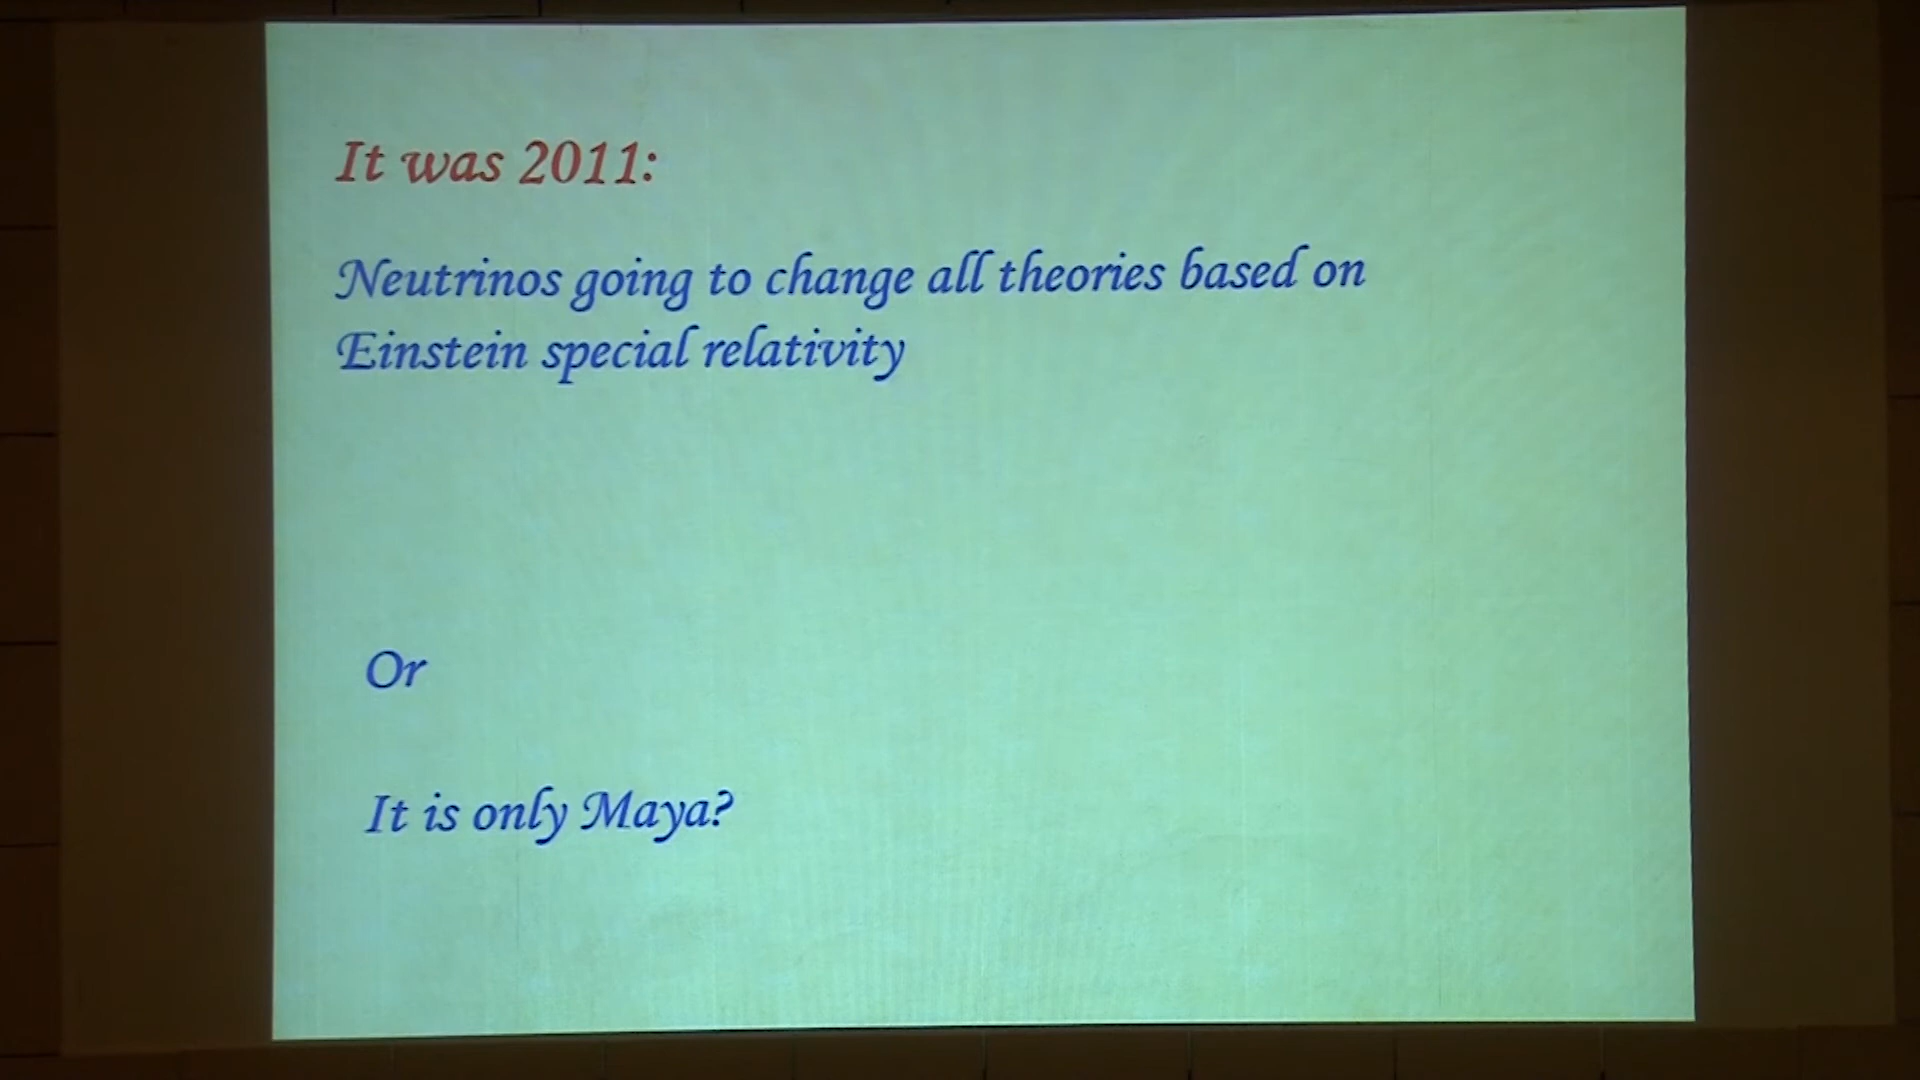 It was 2011:
Neutrinos going to change all theories based on
Einstein special relativity
Or
It is only Maya?